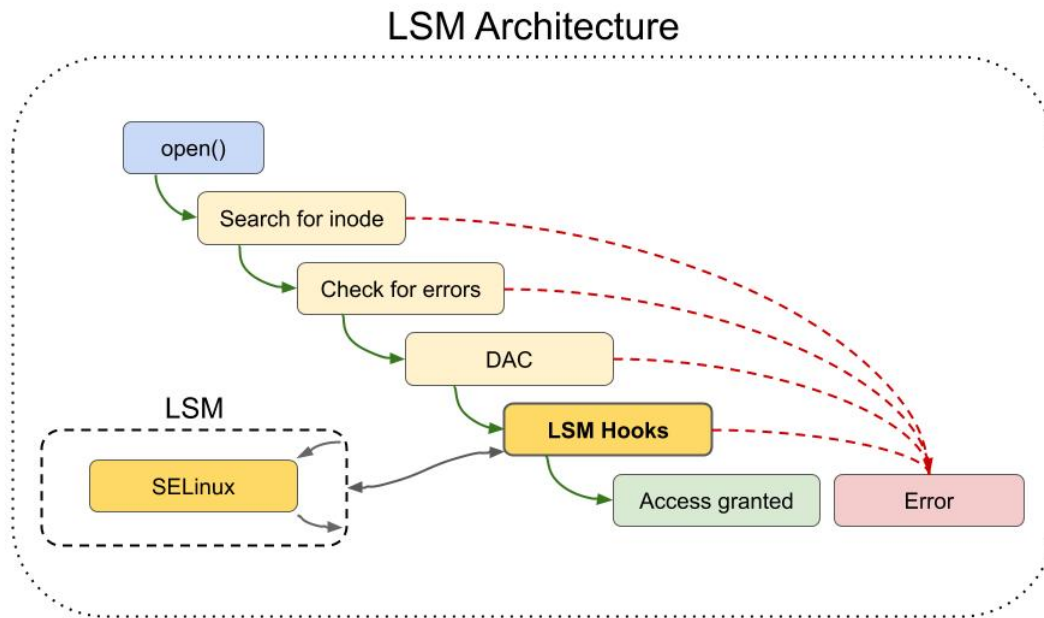 LSM Architecture
open()
Search for inode
Check for errors
DAC
LSM
LSM Hooks
SELinux
Access granted
Error